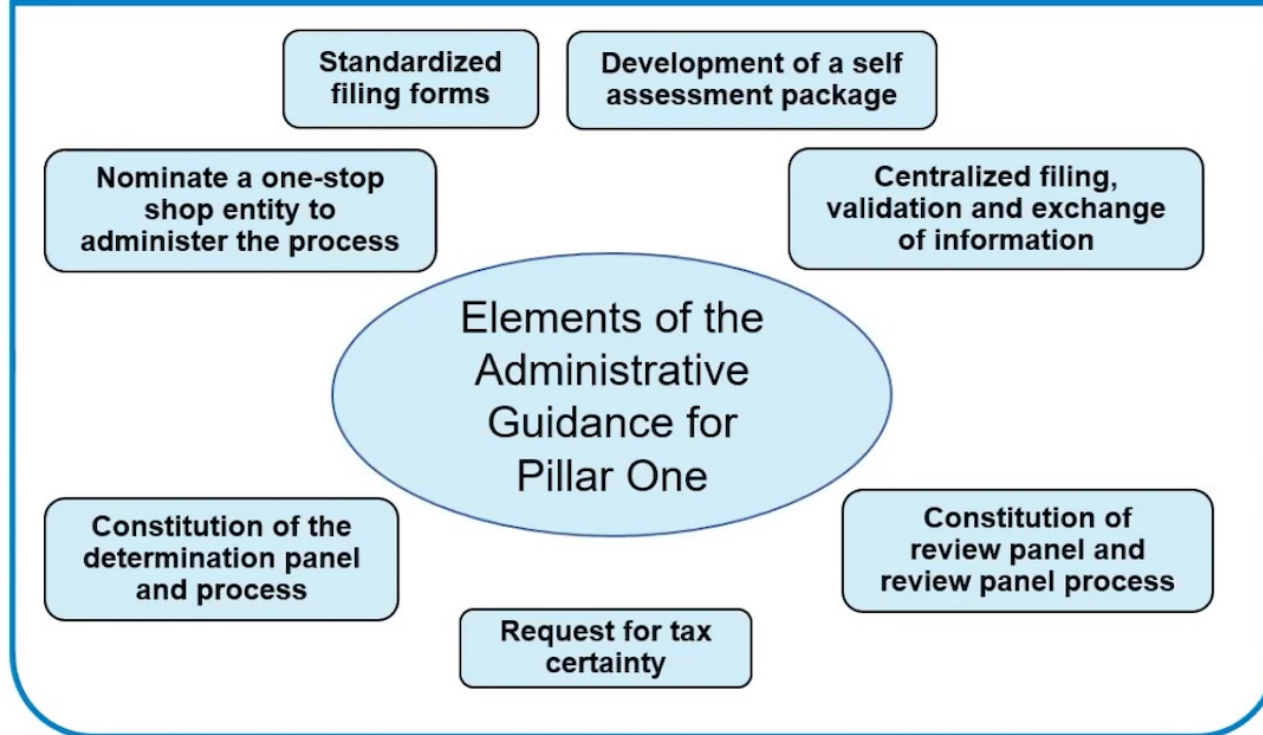 Standardized
filing forms
Development of a self
assessment package
Nominate a one-stop
shop entity to
administer the process
Centralized filing,
validation and exchange
of information
Elements of the
Administrative
Guidance for
Pillar One
Constitution of the
determination panel
and process
Constitution of
review panel and
review panel process
Request for tax
certainty